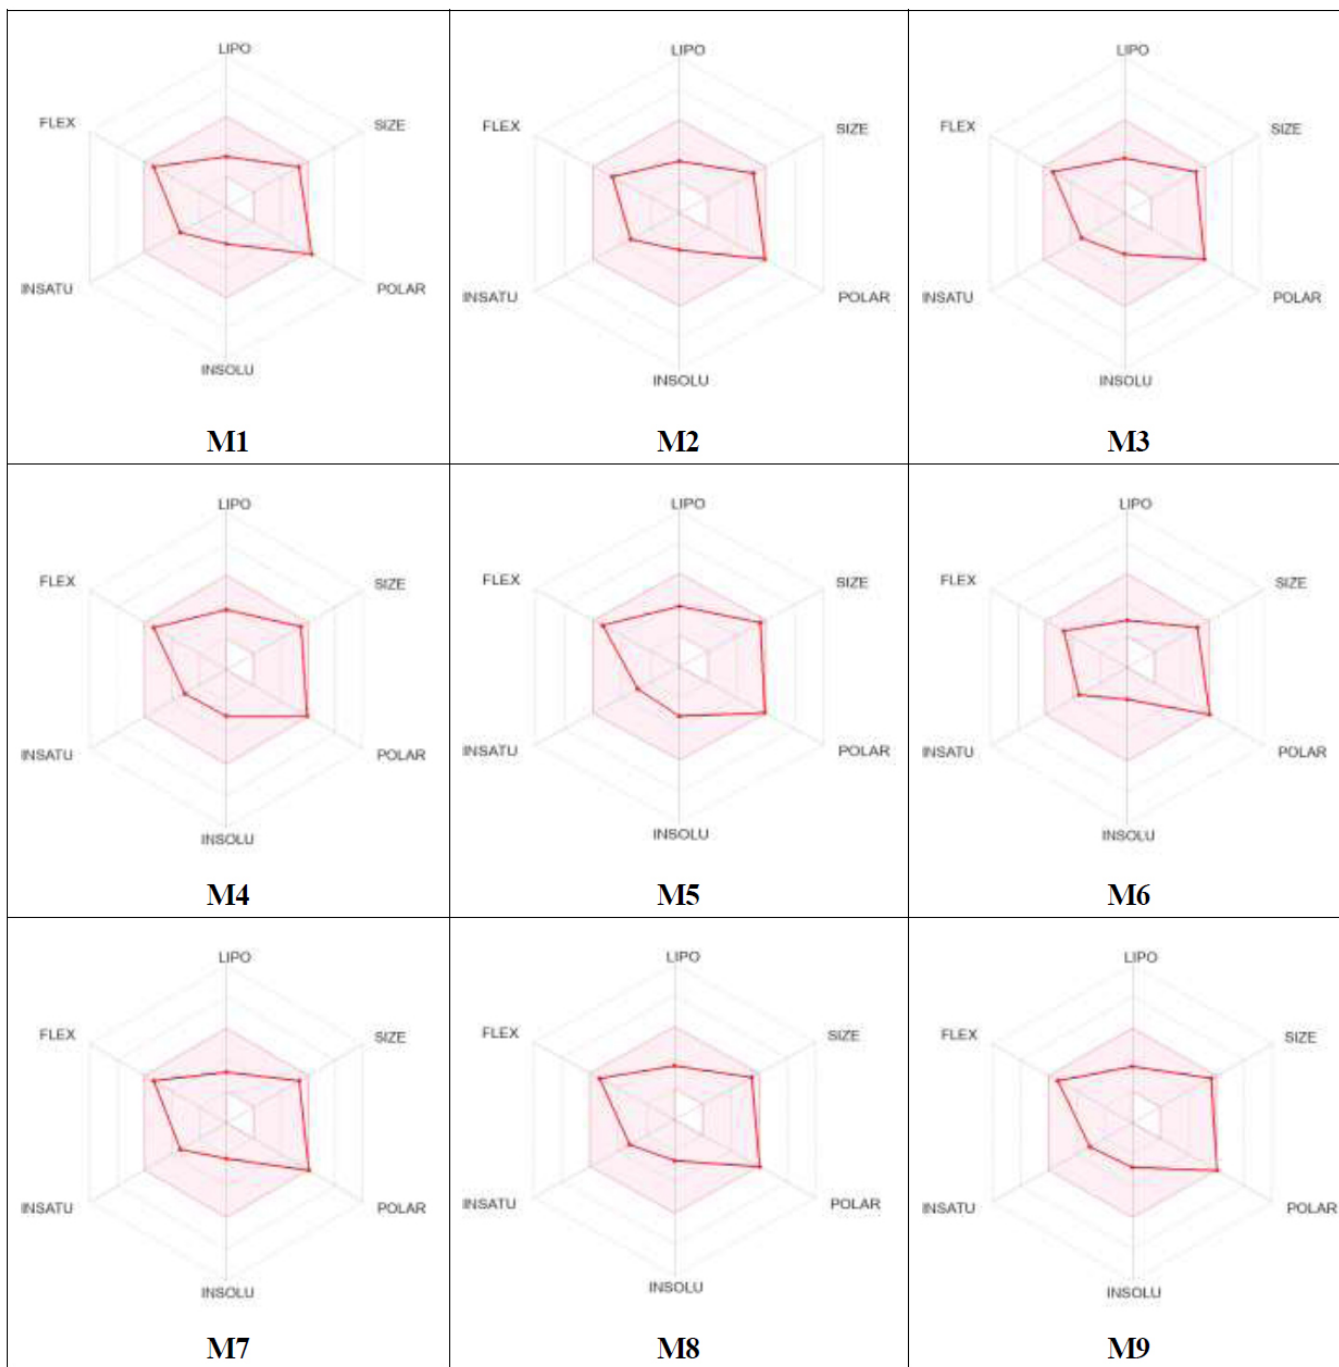 LIPO
FLEX
SIZE
INSATU
POLAR
INSOLU
M1
LIPO
FLEX
SIZE
INSATU
POLAR
INSOLU
M2
LIPO
FLEX
SIZE
INSATU
POLAR
INSOLU
M3
LIPO
FLEX
SIZE
INSATU
POLAR
INSOLU
M4
LIPO
FLEX
SIZE
INSATU
POLAR
INSOLU
M5
LIPO
FLEX
SIZE
INSATU
POLAR
INSOLU
M6
LIPO
FLEX
SIZE
INSATU
POLAR
INSOLU
M7
LIPO
FLEX
SIZE
INSATU
POLAR
INSOLU
M8
LIPO
FLEX
SIZE
INSATU
POLAR
INSOLU
M9